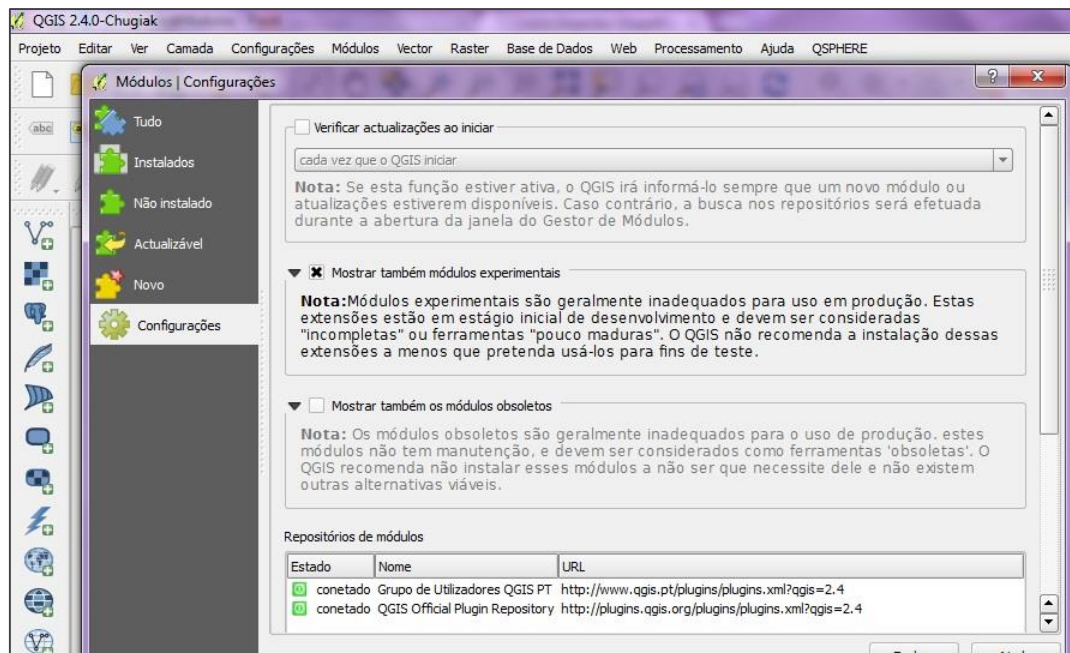 QGIS 2.4.0-Chugiak
Projeto Editar Ver Camada Configurações Módulos Vector Raster Base de Dados Web Processamento Ajuda QSPHERE
Módulos | Configurações
abc
Tudo
Instalados
Não instalado
Actualizável
Novo
Configurações
Verificar actualizações ao iniciar
cada vez que o QGIS iniciar
Nota: Se esta função estiver ativa, o QGIS irá informá-lo sempre que um novo módulo ou
atualizações estiverem disponíveis. Caso contrário, a busca nos repositórios será efetuada
durante a abertura da janela do Gestor de Módulos.
Mostrar também módulos experimentais
Nota:Módulos experimentais são geralmente inadequados para uso em produção. Estas
extensões estão em estágio inicial de desenvolvimento e devem ser consideradas
"incompletas" ou ferramentas "pouco maduras". O QGIS não recomenda a instalação dessas
extensões a menos que pretenda usá-los para fins de teste.
Mostrar também os módulos obsoletos
Nota: Os módulos obsoletos são geralmente inadequados para o uso de produção. estes
módulos não tem manutenção, e devem ser considerados como ferramentas 'obsoletas'. O
QGIS recomenda não instalar esses módulos a não ser que necessite dele e não existem
outras alternativas viáveis.
Repositórios de módulos
Estado Nome URL
conetado Grupo de Utilizadores QGIS PT http://www.qgis.pt/plugins/plugins.xml?qgis=2.4
conetado QGIS Official Plugin Repository http://plugins.qgis.org/plugins/plugins.xml?qgis=2.4